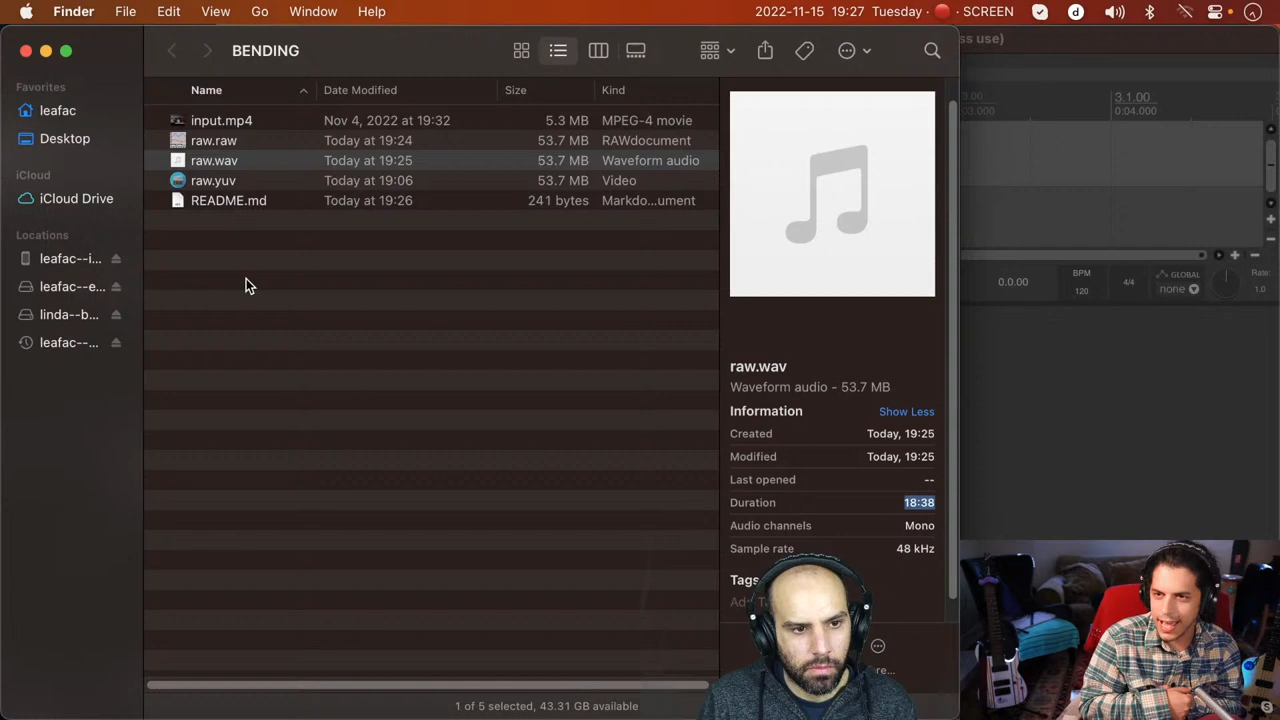 Finder File Edit View Go Window Help 2022-11-15 19:27 Tuesday SCREEN
BENDING
ss use)
Favorites
leafac
Desktop
iCloud
iCloud Drive
Locations
leafac--i...
leafac--e...
linda--b...
leafac--...
Name Date Modified Size Kind
input.mp4 Nov 4, 2022 at 19:32 5.3 MB MPEG-4 movie
raw.raw Today at 19:24 53.7 MB RAWdocument
raw.wav Today at 19:25 53.7 MB Waveform audio
raw.yuv Today at 19:06 53.7 MB Video
README.md Today at 19:26 241 bytes Markdo...ument
raw.wav
Waveform audio - 53.7 MB
Information Show Less
Created Today, 19:25
Modified Today, 19:25
Last opened --
Duration 18:38
Audio channels Mono
Sample rate 48 kHz
Tags
re...
1 of 5 selected, 43.31 GB available
3.1.00
0:04.000
0.0.00
BPM
120
4/4
GLOBAL
none
Rate:
1.0